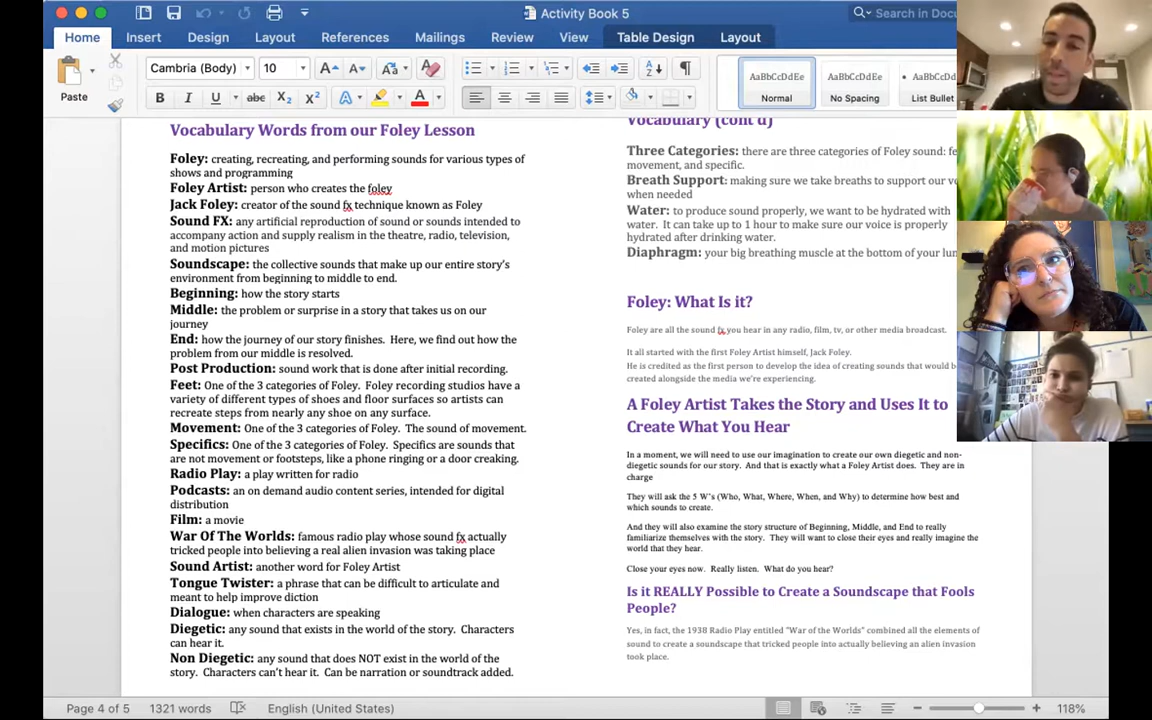 Activity Book 5
Search in Docu
Home Insert Design Layout References Mailings Review View Table Design Layout
Paste
Cambria (Body) 10
AaBbCcDdEe AaBbCcDdEe AaBbCcDdE
Normal No Spacing List Bullet
Vocabulary Words from our Foley Lesson
Foley: creating, recreating, and performing sounds for various types of
shows and programming
Foley Artist: person who creates the foley
Jack Foley: creator of the sound fx technique known as Foley
Sound FX: any artificial reproduction of sound or sounds intended to
accompany action and supply realism in the theatre, radio, television,
and motion pictures
Soundscape: the collective sounds that make up our entire story's
environment from beginning to middle to end.
Beginning: how the story starts
Middle: the problem or surprise in a story that takes us on our
journey
End: how the journey of our story finishes. Here, we find out how the
problem from our middle is resolved.
Post Production: sound work that is done after initial recording.
Feet: One of the 3 categories of Foley. Foley recording studios have a
variety of different types of shoes and floor surfaces so artists can
recreate steps from nearly any shoe on any surface.
Movement: One of the 3 categories of Foley. The sound of movement.
Specifics: One of the 3 categories of Foley. Specifics are sounds that
are not movement or footsteps, like a phone ringing or a door creaking.
Radio Play: a play written for radio
Podcasts: an on demand audio content series, intended for digital
distribution
Film: a movie
War Of The Worlds: famous radio play whose sound fx actually
tricked people into believing a real alien invasion was taking place
Sound Artist: another word for Foley Artist
Tongue Twister: a phrase that can be difficult to articulate and
meant to help improve diction
Dialogue: when characters are speaking
Diegetic: any sound that exists in the world of the story. Characters
can hear it.
Non Diegetic: any sound that does NOT exist in the world of the
story. Characters can't hear it. Can be narration or soundtrack added.
Vocabulary (cont'd)
Three Categories: there are three categories of Foley sound: fe
movement, and specific.
Breath Support: making sure we take breaths to support our vo
when needed
Water: to produce sound properly, we want to be hydrated with
water. It can take up to 1 hour to make sure our voice is properly
hydrated after drinking water.
Diaphragm: your big breathing muscle at the bottom of your lun
Foley: What Is it?
Foley are all the sound fx you hear in any radio, film, tv, or other media broadcast.
It all started with the first Foley Artist himself, Jack Foley.
He is credited as the first person to develop the idea of creating sounds that would b
created alongside the media we're experiencing.
A Foley Artist Takes the Story and Uses It to
Create What You Hear
In a moment, we will need to use our imagination to create our own diegetic and non-
diegetic sounds for our story. And that is exactly what a Foley Artist does. They are in
charge
They will ask the 5 W's (Who, What, Where, When, and Why) to determine how best and
which sounds to create.
And they will also examine the story structure of Beginning, Middle, and End to really
familiarize themselves with the story. They will want to close their eyes and really imagine the
world that they hear.
Close your eyes now. Really listen. What do you hear?
Is it REALLY Possible to Create a Soundscape that Fools
People?
Yes, in fact, the 1938 Radio Play entitled "War of the Worlds" combined all the elements of
sound to create a soundscape that tricked people into actually believing an alien invasion
took place.
Page 4 of 5 1321 words English (United States) 118%